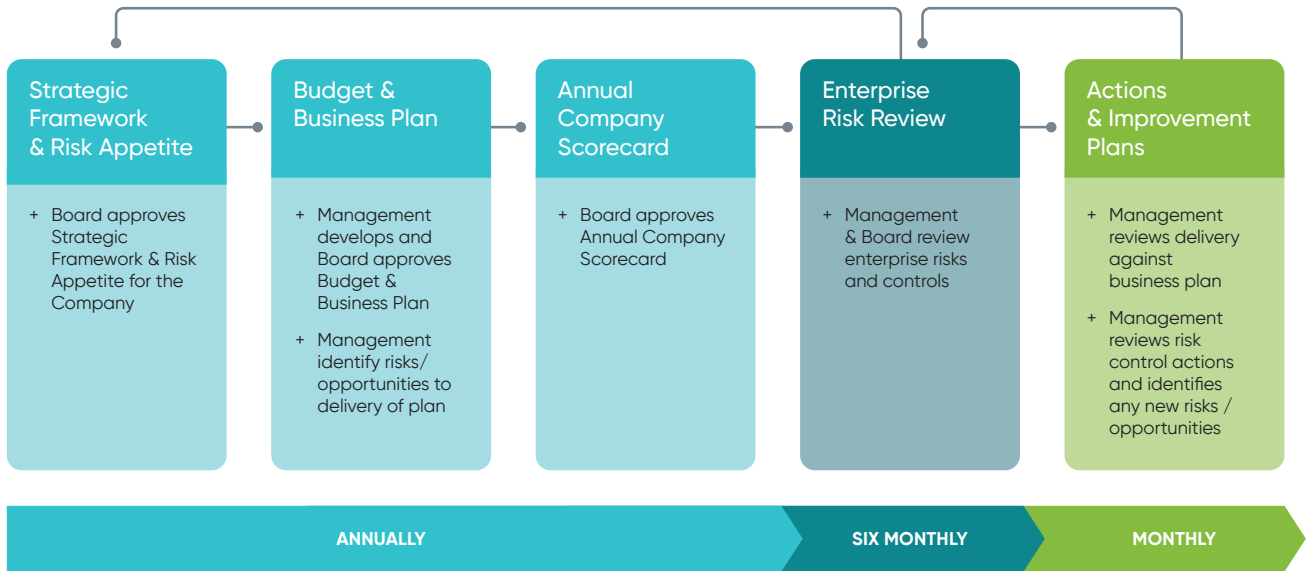 Strategic
Framework
& Risk Appetite
+ Board approves
Strategic
Framework & Risk
Appetite for the
Company
Budget &
Business Plan
+ Management
develops and
Board approves
Budget &
Business Plan
+ Management
identify risks/
opportunities to
delivery of plan
Annual
Company
Scorecard
+ Board approves
Annual Company
Scorecard
Enterprise
Risk Review
+ Management
& Board review
enterprise risks
and controls
Actions
& Improvement
Plans
+ Management
reviews delivery
against
business plan
+ Management
reviews risk
control actions
and identifies
any new risks /
opportunities
ANNUALLY
SIX MONTHLY
MONTHLY